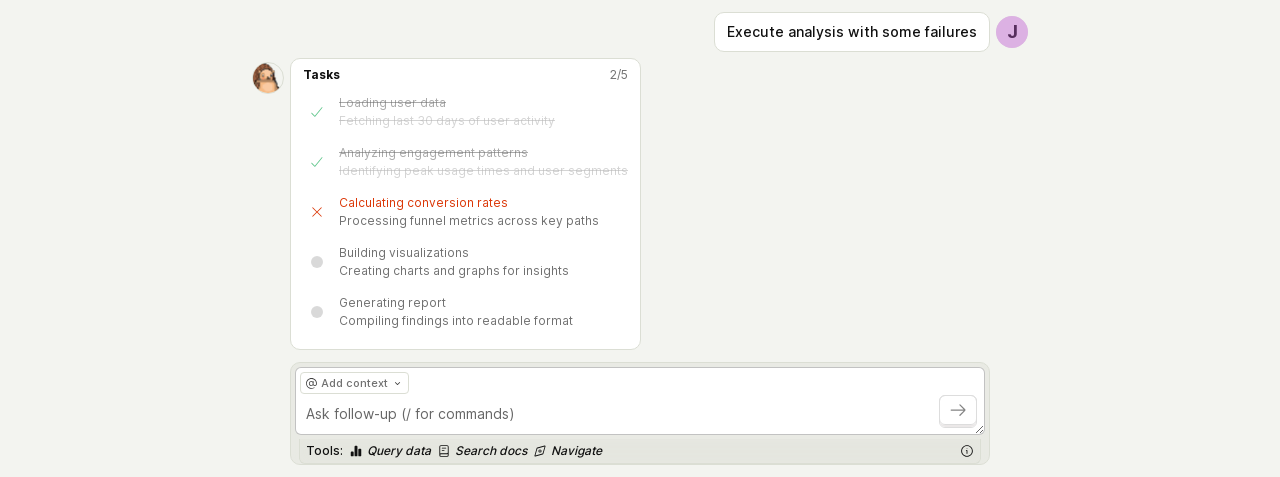 Execute analysis with some failures
J
Tasks 2/5
Loading user data
Fetching last 30 days of user activity
Analyzing engagement patterns
Identifying peak usage times and user segments
Calculating conversion rates
Processing funnel metrics across key paths
Building visualizations
Creating charts and graphs for insights
Generating report
Compiling findings into readable format
@ Add context
Ask follow-up (/ for commands)
Tools: Query data Search docs Navigate